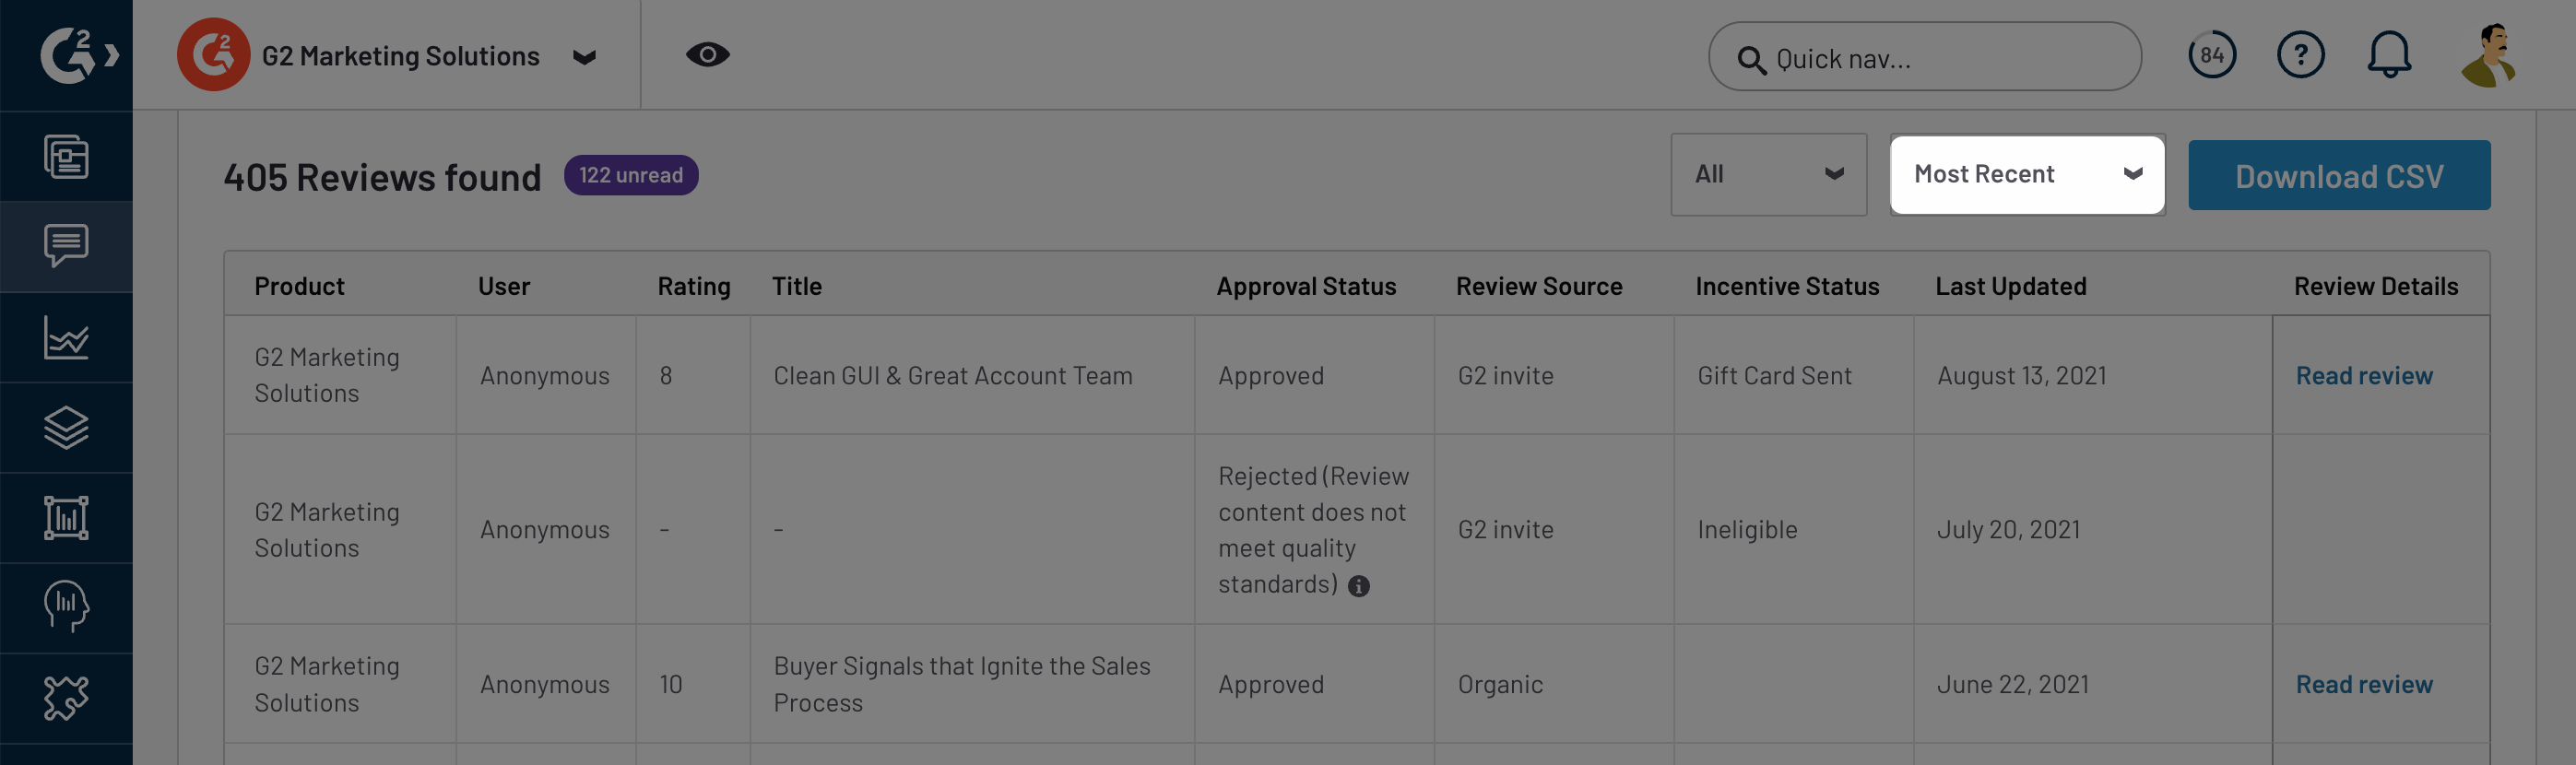 G2
G2
G2 Marketing Solutions
Quick nav...
84
?
405 Reviews found
122 unread
All
Most Recent
Download CSV
Product User Rating Title Approval Status Review Source Incentive Status Last Updated Review Details
G2 Marketing
Solutions
Anonymous
8
Clean GUI & Great Account Team
Approved
G2 invite
Gift Card Sent
August 13, 2021
Read review
G2 Marketing
Solutions
Anonymous
-
-
Rejected (Review
content does not
meet quality
standards)
i
G2 invite
Ineligible
July 20, 2021
G2 Marketing
Solutions
Anonymous
10
Buyer Signals that Ignite the Sales
Process
Approved
Organic
June 22, 2021
Read review